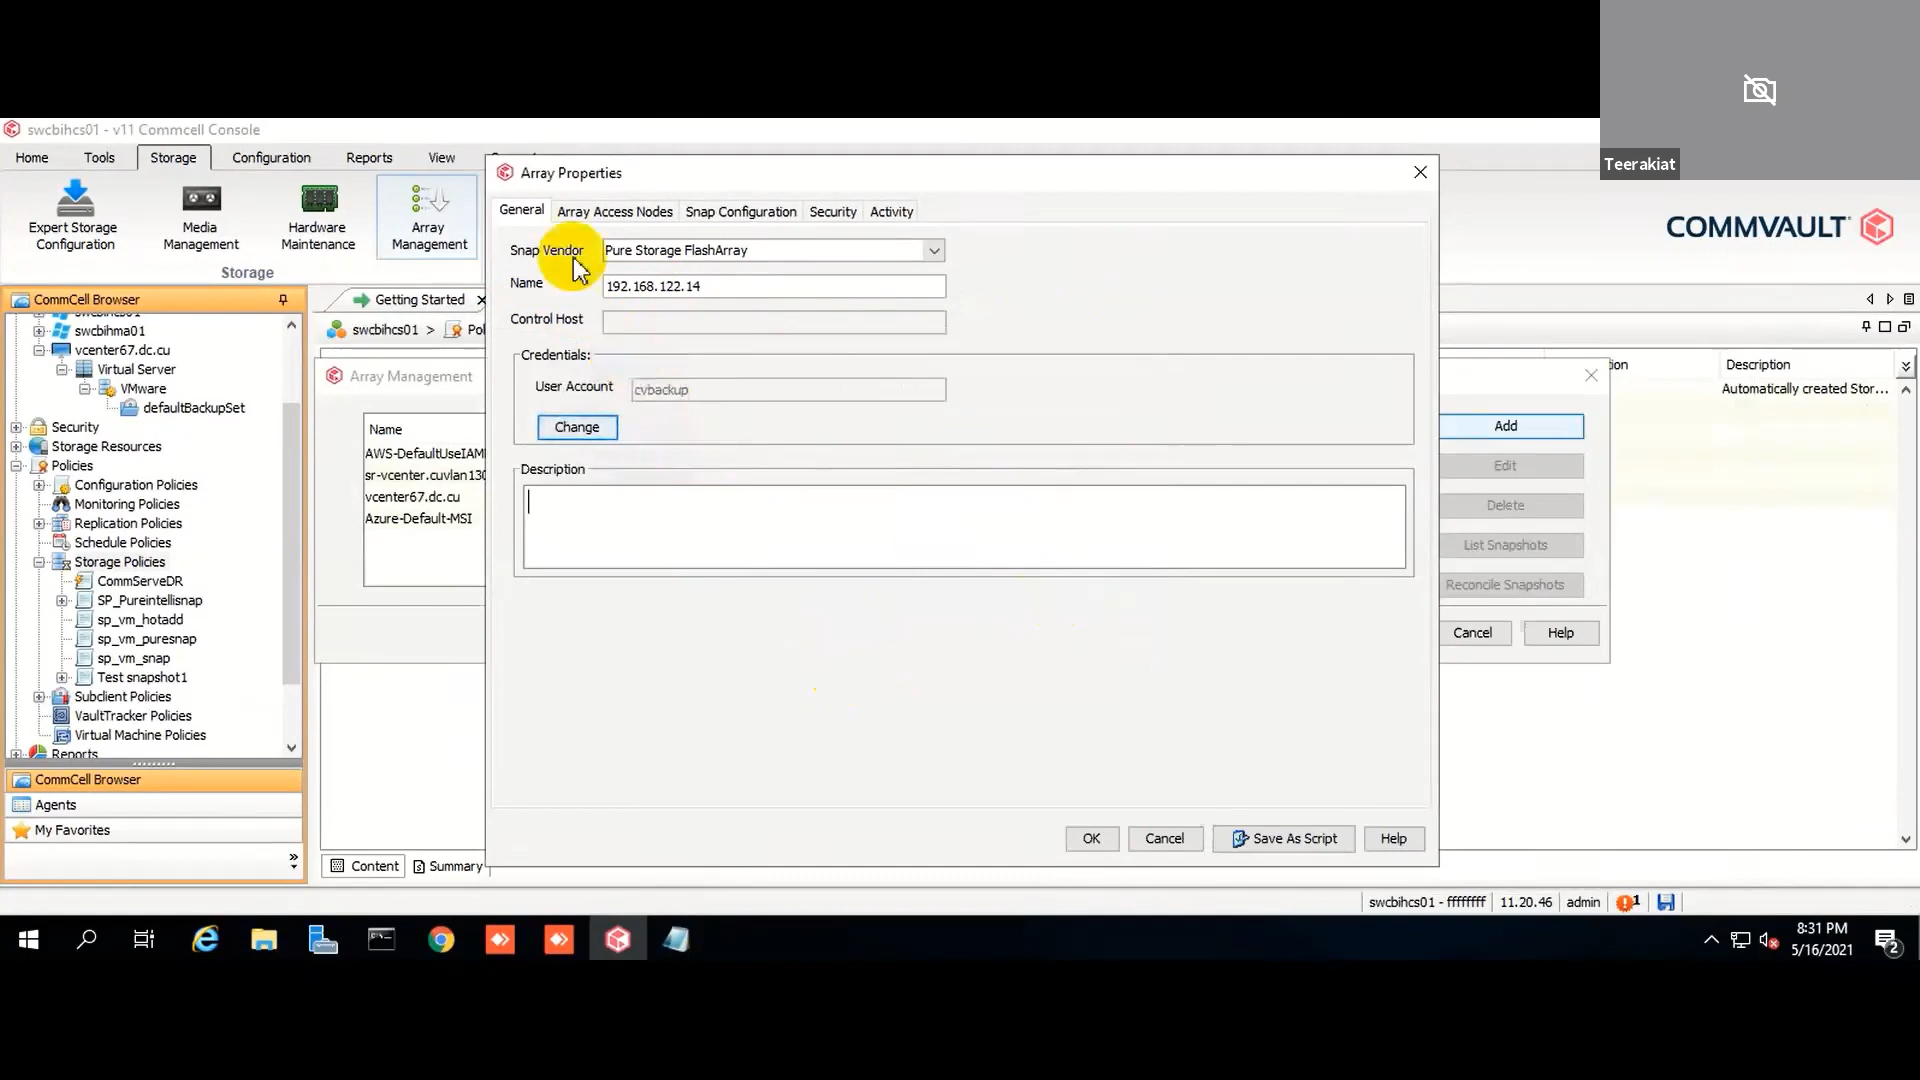 Teerakiat
swcbihcs01 - v11 Commcell Console
Home Tools Storage Configuration Reports View
Expert Storage Configuration
Media Management
Hardware Maintenance
Array Management
Storage
COMMVAULT
CommCell Browser
swcbihma01
vcenter67.dc.cu
Virtual Server
VMware
defaultBackupSet
Security
Storage Resources
Policies
Configuration Policies
Monitoring Policies
Replication Policies
Schedule Policies
Storage Policies
CommServeDR
SP_Pureintellisnap
sp_vm_hotadd
sp_vm_puresnap
sp_vm_snap
Test snapshot1
Subclient Policies
VaultTracker Policies
Virtual Machine Policies
Reports
CommCell Browser
Agents
My Favorites
Getting Started
swcbihcs01 > Pol
Array Management
Name
AWS-DefaultUseIAM
sr-vcenter.cuvlan130
vcenter67.dc.cu
Azure-Default-MSI
Content Summary
Array Properties
General Array Access Nodes Snap Configuration Security Activity
Snap Vendor Pure Storage FlashArray
Name 192.168.122.14
Control Host
Credentials:
User Account cvbackup
Change
Description
OK Cancel Save As Script Help
ion Description
Automatically created Stor...
Add
Edit
Delete
List Snapshots
Reconcile Snapshots
Cancel Help
swcbihcs01 - ffffffff 11.20.46 admin 1
8:31 PM
5/16/2021
2